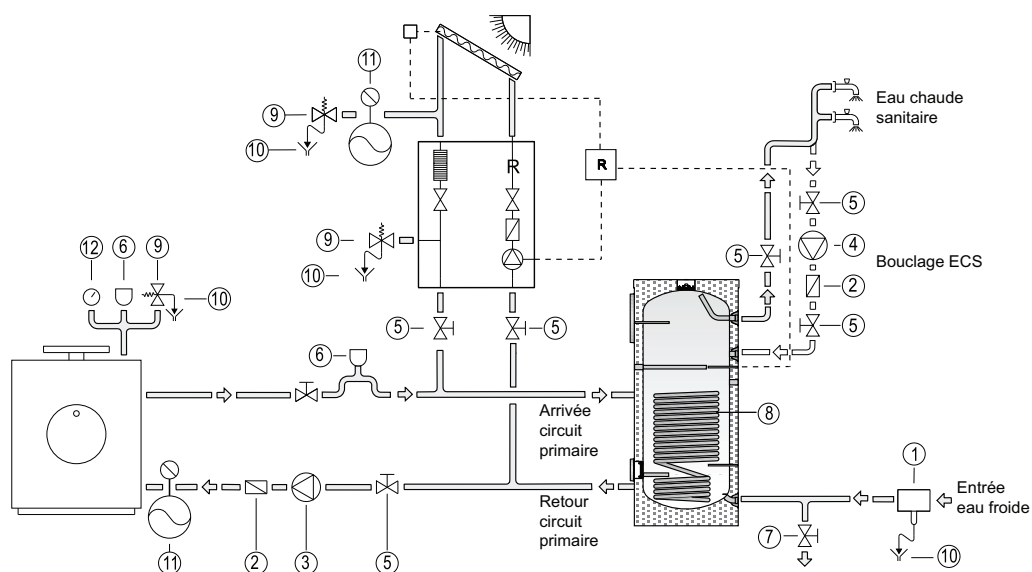 11
9
10
Eau chaude
sanitaire
R
R
5
9
12
6
9
4
5
Bouclage ECS
10
10
2
5
5
5
6
8
Arrivée
circuit
primaire
1
Entrée
eau froide
Retour
circuit
primaire
7
11
2
3
5
10